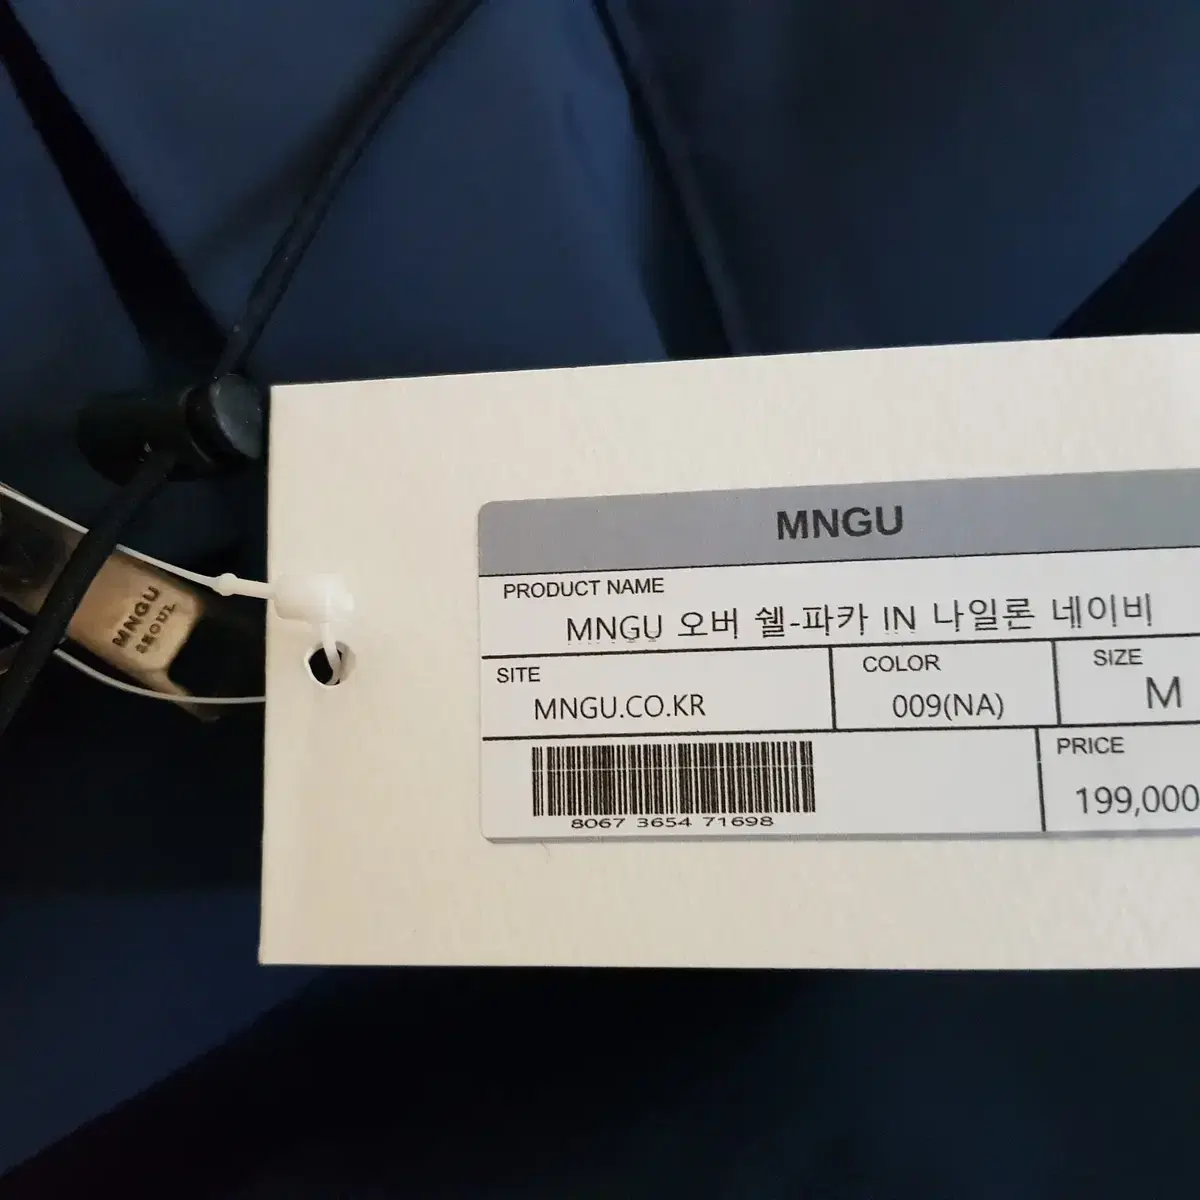 MNGU
PRODUCT NAME
MNGU 오버 쉘-파카 IN 나일론 네이비
SITE
MNGU.CO.KR
COLOR
009(NA)
SIZE
M
8067 3654 71698
PRICE
199,000
MNGU
SEOUL